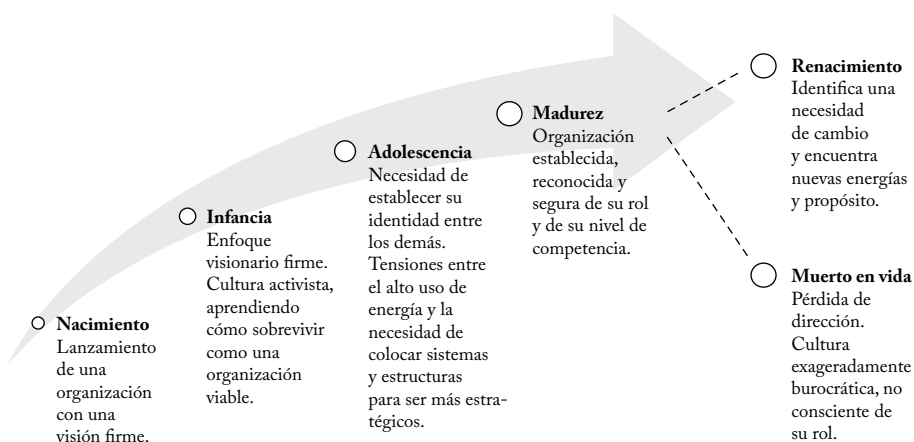 Nacimiento
Lanzamiento
de una
organización
con una
visión firme.
Infancia
Enfoque
visionario firme.
Cultura activista,
aprendiendo
cómo sobrevivir
como una
organización
viable.
Adolescencia
Necesidad de
establecer su
identidad entre
los demás.
Tensiones entre
el alto uso de
energía y la
necesidad de
colocar sistemas
y estructuras
para ser más estra-
tégicos.
Madurez
Organización
establecida,
reconocida y
segura de su rol
y de su nivel de
competencia.
Renacimiento
Identifica una
necesidad
de cambio
y encuentra
nuevas energías
y propósito.
Muerto en vida
Pérdida de
dirección.
Cultura
exageradamente
burocrática, no
consciente de
su rol.